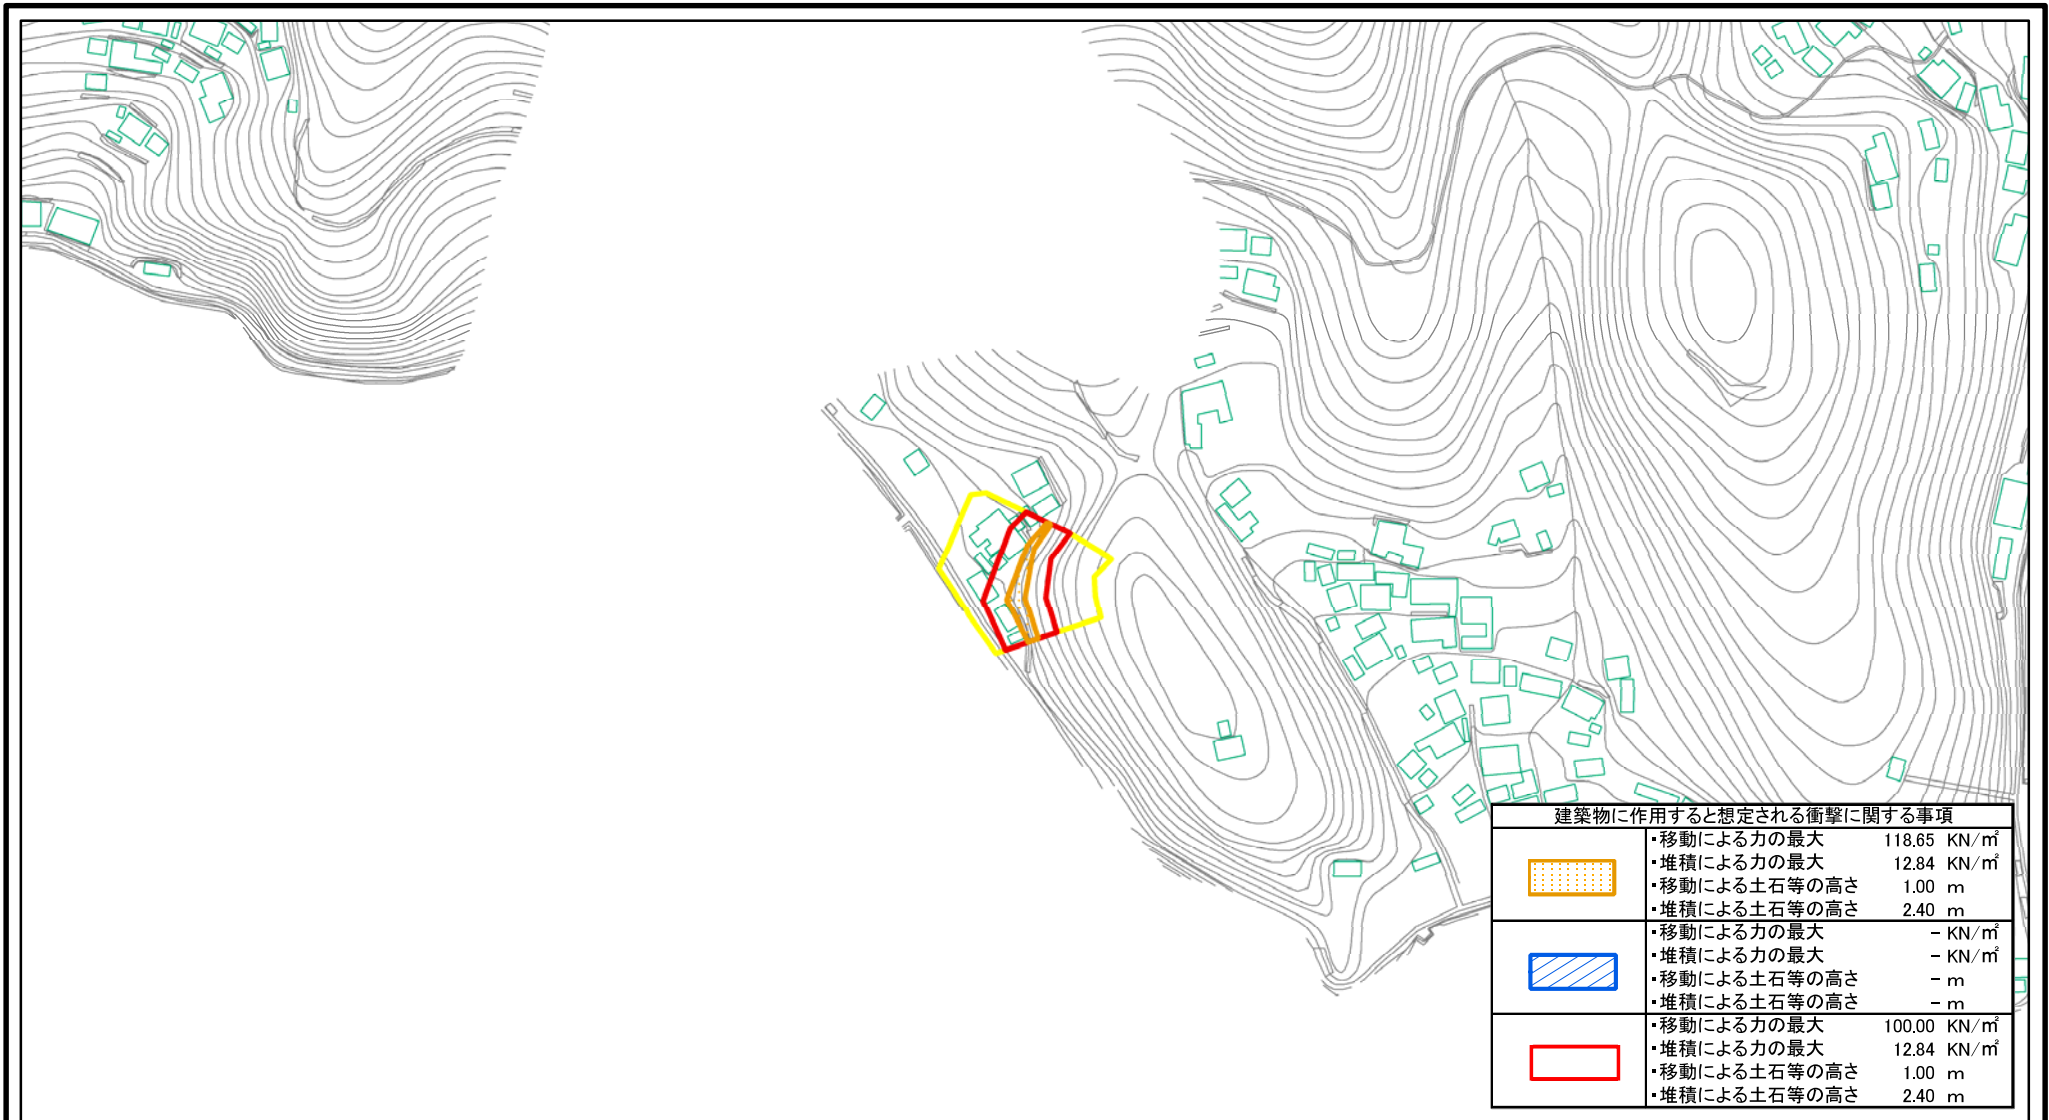 建築物に作用すると想定される衝撃に関する事項
・移動による力の最大 118.65 KN/㎡
・堆積による力の最大 12.84 KN/㎡
・移動による土石等の高さ 1.00 m
・堆積による土石等の高さ 2.40 m
・移動による力の最大 - KN/㎡
・堆積による力の最大 - KN/㎡
・移動による土石等の高さ - m
・堆積による土石等の高さ - m
・移動による力の最大 100.00 KN/㎡
・堆積による力の最大 12.84 KN/㎡
・移動による土石等の高さ 1.00 m
・堆積による土石等の高さ 2.40 m